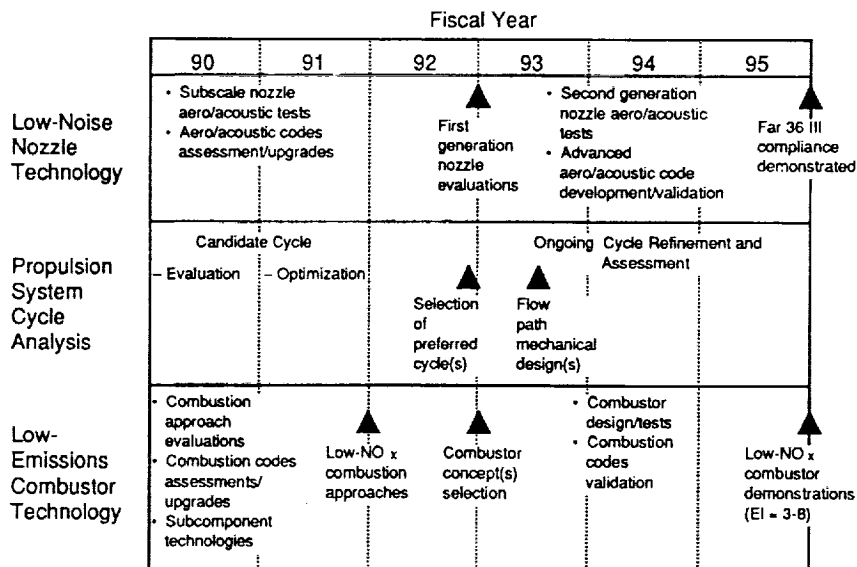 Fiscal Year
90 91 92 93 94 95
Low-Noise
Nozzle
Technology
• Subscale nozzle
aero/acoustic tests
• Aero/acoustic codes
assessment/upgrades
First
generation
nozzle
evaluations
• Second generation
nozzle aero/acoustic
tests
• Advanced
aero/acoustic code
development/validation
Far 36 III
compliance
demonstrated
Propulsion
System
Cycle
Analysis
Candidate Cycle
– Evaluation – Optimization
Selection
of
preferred
cycle(s)
Flow
path
mechanical
design(s)
Ongoing Cycle Refinement and
Assessment
Low-
Emissions
Combustor
Technology
• Combustion
approach
evaluations
• Combustion codes
assessments/
upgrades
• Subcomponent
technologies
Low-NO x
combustion
approaches
Combustor
concept(s)
selection
• Combustor
design/tests
• Combustion
codes
validation
Low-NO x
combustor
demonstrations
(EI = 3-8)